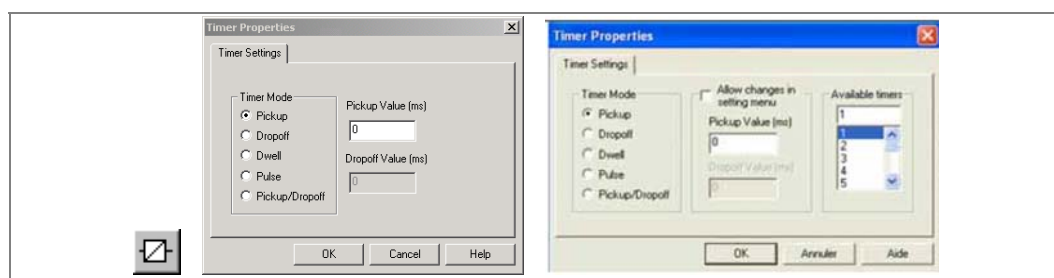 Timer Properties
Timer Settings
Timer Mode
Pickup
Dropoff
Dwell
Pulse
Pickup/Dropoff
Pickup Value (ms)
0
Dropoff Value (ms)
0
OK Cancel Help
Timer Properties
Timer Settings
Timer Mode
Pickup
Dropoff
Dwell
Pulse
Pickup/Dropoff
Allow changes in
setting menu
Pickup Value (ms)
0
Dropoff Value (ms)
0
Available timers
1
1
2
3
4
5
OK Annuler Aide